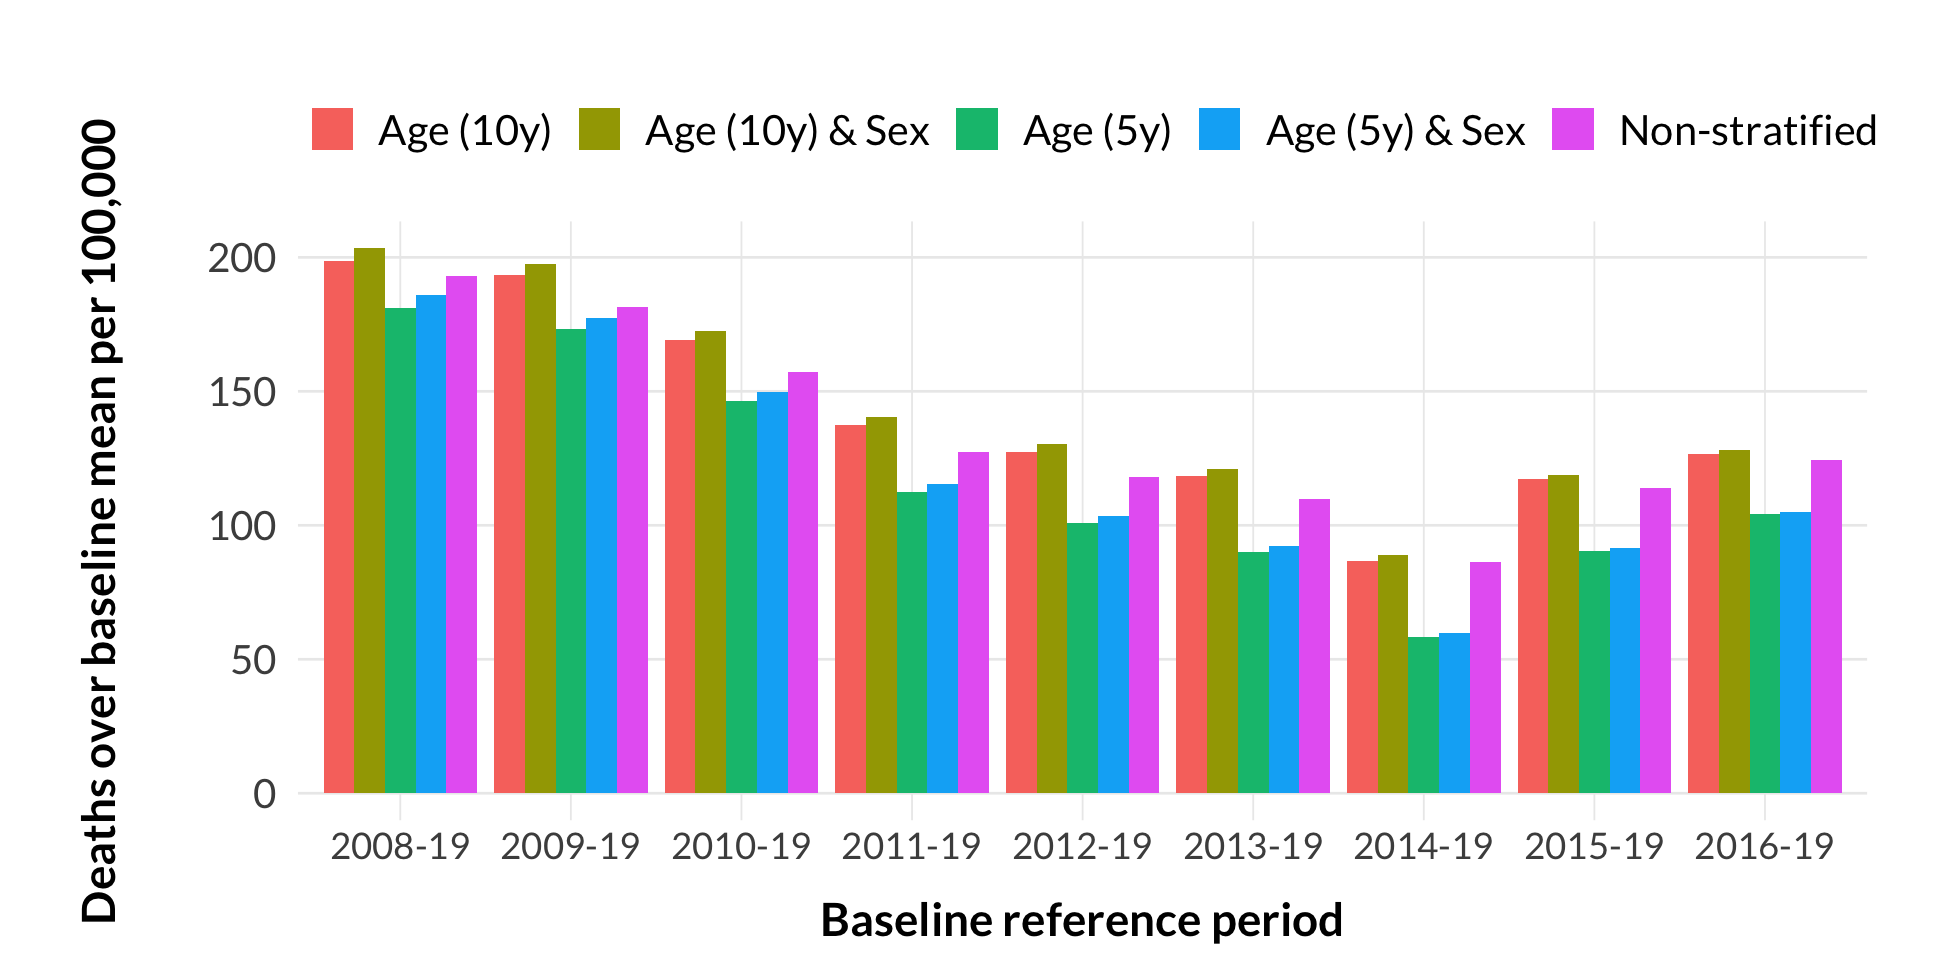 Age (10y) Age (10y) & Sex Age (5y) Age (5y) & Sex Non-stratified
Deaths over baseline mean per 100,000
200
150
100
50
0
2008-19 2009-19 2010-19 2011-19 2012-19 2013-19 2014-19 2015-19 2016-19
Baseline reference period